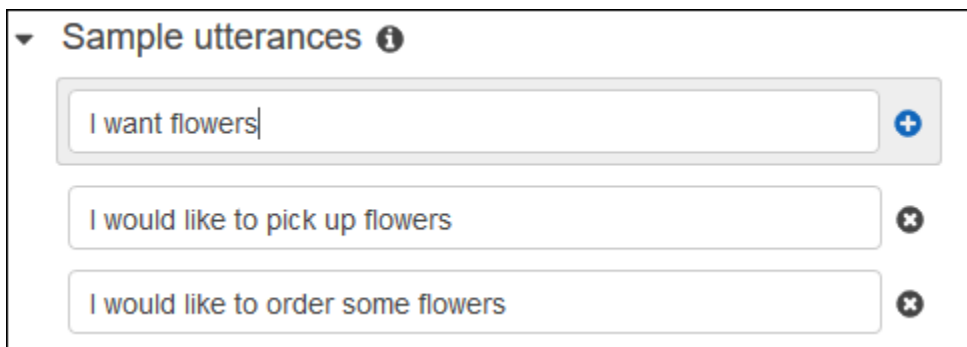 Sample utterances
I want flowers
I would like to pick up flowers
I would like to order some flowers